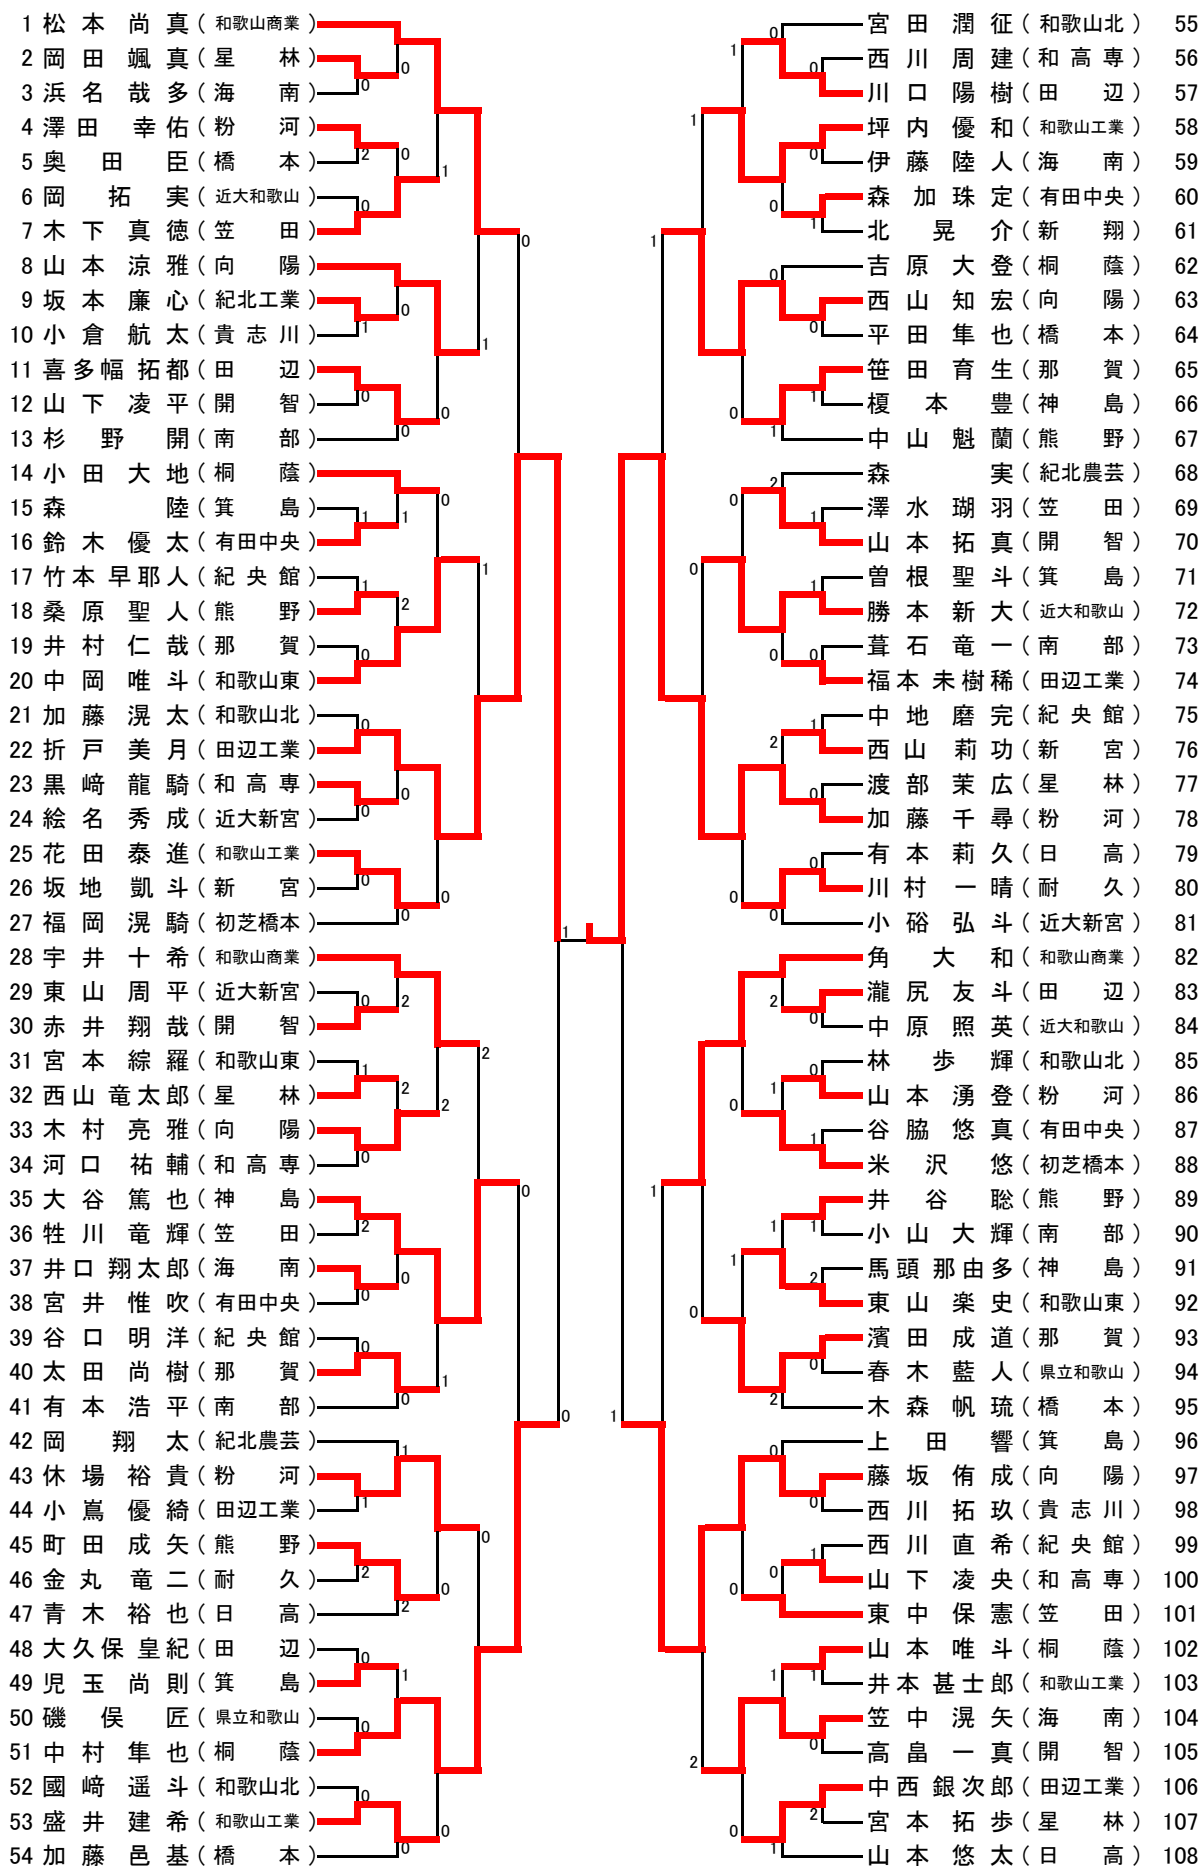 1 松本尚真 (和歌山商業)
2 岡田颯真 (星林)
3 浜名哉多 (海南)
4 澤田幸佑 (粉河)
5 奥田臣 (橋本)
6 岡拓実 (近大和歌山)
7 木下真徳 (笠田)
8 山本涼雅 (向陽)
9 坂本廉心 (紀北工業)
10 小倉航太 (貴志川)
11 喜多幅拓都 (田辺)
12 山下凌平 (開智)
13 杉野開 (南部)
14 小田大地 (桐蔭)
15 森陸 (箕島)
16 鈴木優太 (有田中央)
17 竹本早耶人 (紀央館)
18 桑原聖人 (熊野)
19 井村仁哉 (那賀)
20 中岡唯斗 (和歌山東)
21 加藤滉太 (和歌山北)
22 折戸美月 (田辺工業)
23 黒﨑龍騎 (和高専)
24 絵名秀成 (近大新宮)
25 花田泰進 (和歌山工業)
26 坂地凱斗 (新宮)
27 福岡滉騎 (初芝橋本)
28 宇井十希 (和歌山商業)
29 東山周平 (近大新宮)
30 赤井翔哉 (開智)
31 宮本綜羅 (和歌山東)
32 西山竜太郎 (星林)
33 木村亮雅 (向陽)
34 河口祐輔 (和高専)
35 大谷篤也 (神島)
36 牲川竜輝 (笠田)
37 井口翔太郎 (海南)
38 宮井惟吹 (有田中央)
39 谷口明洋 (紀央館)
40 太田尚樹 (那賀)
41 有本浩平 (南部)
42 岡翔太 (紀北農芸)
43 休場裕貴 (粉河)
44 小嶌優綺 (田辺工業)
45 町田成矢 (熊野)
46 金丸竜二 (耐久)
47 青木裕也 (日高)
48 大久保皇紀 (田辺)
49 児玉尚則 (箕島)
50 磯俣匠 (県立和歌山)
51 中村隼也 (桐蔭)
52 國﨑遥斗 (和歌山北)
53 盛井建希 (和歌山工業)
54 加藤邑基 (橋本)
宮田潤征 (和歌山北) 55
西川周建 (和高専) 56
川口陽樹 (田辺) 57
坪内優和 (和歌山工業) 58
伊藤陸人 (海南) 59
森加珠定 (有田中央) 60
北晃介 (新翔) 61
吉原大登 (桐蔭) 62
西山知宏 (向陽) 63
平田隼也 (橋本) 64
笹田育生 (那賀) 65
榎本豊 (神島) 66
中山魁蘭 (熊野) 67
森実 (紀北農芸) 68
澤水瑚羽 (笠田) 69
山本拓真 (開智) 70
曽根聖斗 (箕島) 71
勝本新大 (近大和歌山) 72
葺石竜一 (南部) 73
福本未樹稀 (田辺工業) 74
中地磨完 (紀央館) 75
西山莉功 (新宮) 76
渡部茉広 (星林) 77
加藤千尋 (粉河) 78
有本莉久 (日高) 79
川村一晴 (耐久) 80
小硲弘斗 (近大新宮) 81
角大和 (和歌山商業) 82
瀧尻友斗 (田辺) 83
中原照英 (近大和歌山) 84
林歩輝 (和歌山北) 85
山本湧登 (粉河) 86
谷脇悠真 (有田中央) 87
米沢悠 (初芝橋本) 88
井谷聡 (熊野) 89
小山大輝 (南部) 90
馬頭那由多 (神島) 91
東山楽史 (和歌山東) 92
濱田成道 (那賀) 93
春木藍人 (県立和歌山) 94
木森帆琉 (橋本) 95
上田響 (箕島) 96
藤坂侑成 (向陽) 97
西川拓玖 (貴志川) 98
西川直希 (紀央館) 99
山下凌央 (和高専) 100
東中保憲 (笠田) 101
山本唯斗 (桐蔭) 102
井本甚士郎 (和歌山工業) 103
笠中滉矢 (海南) 104
高畠一真 (開智) 105
中西銀次郎 (田辺工業) 106
宮本拓歩 (星林) 107
山本悠太 (日高) 108